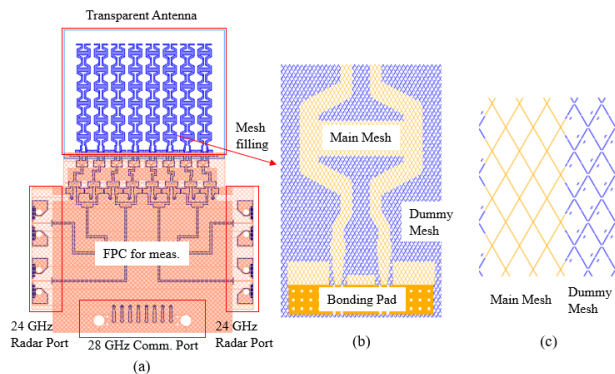 Transparent Antenna
Mesh
filling
FPC for meas.
24 GHz
Radar Port
28 GHz Comm. Port
24 GHz
Radar Port
(a)
Main Mesh
Dummy
Mesh
Bonding Pad
(b)
Main Mesh
Dummy
Mesh
(c)